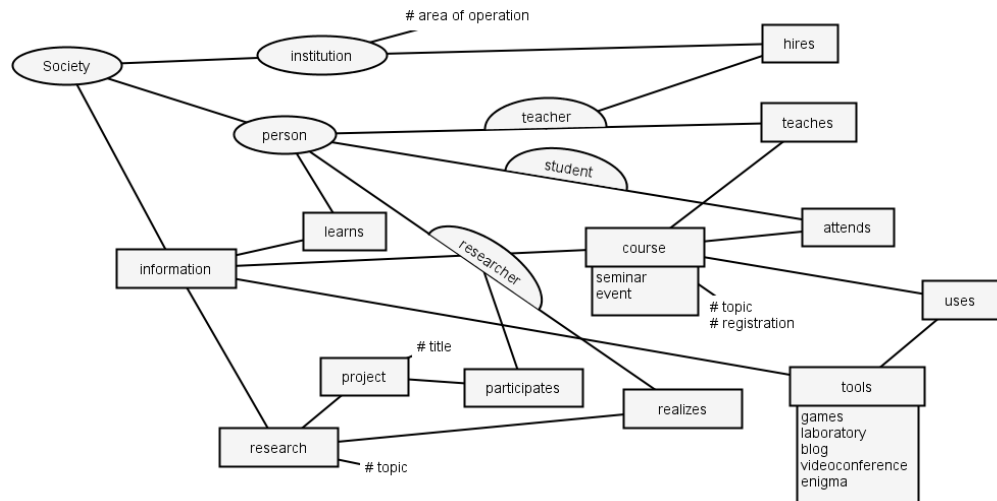 # area of operation
Society
institution
hires
person
teacher
teaches
student
learns
attends
information
researcher
course
seminar
event
# topic
# registration
uses
# title
project
participates
tools
games
laboratory
blog
videoconference
enigma
realizes
research
# topic